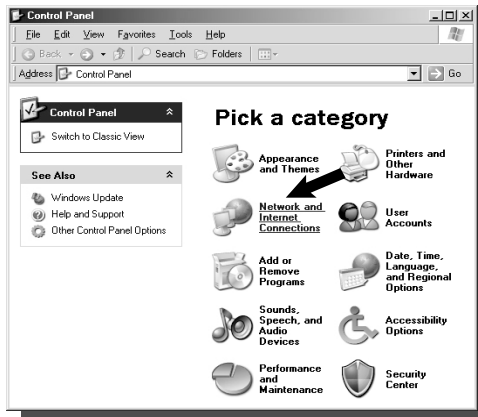 Control Panel
File Edit View Favorites Tools Help
Back Search Folders
Address Control Panel Go
Control Panel
Switch to Classic View
See Also
Windows Update
Help and Support
Other Control Panel Options
Pick a category
Appearance
and Themes
Printers and
Other
Hardware
Network and
Internet
Connections
User
Accounts
Add or
Remove
Programs
Date, Time,
Language,
and Regional
Options
Sounds,
Speech, and
Audio
Devices
Accessibility
Options
Performance
and
Maintenance
Security
Center